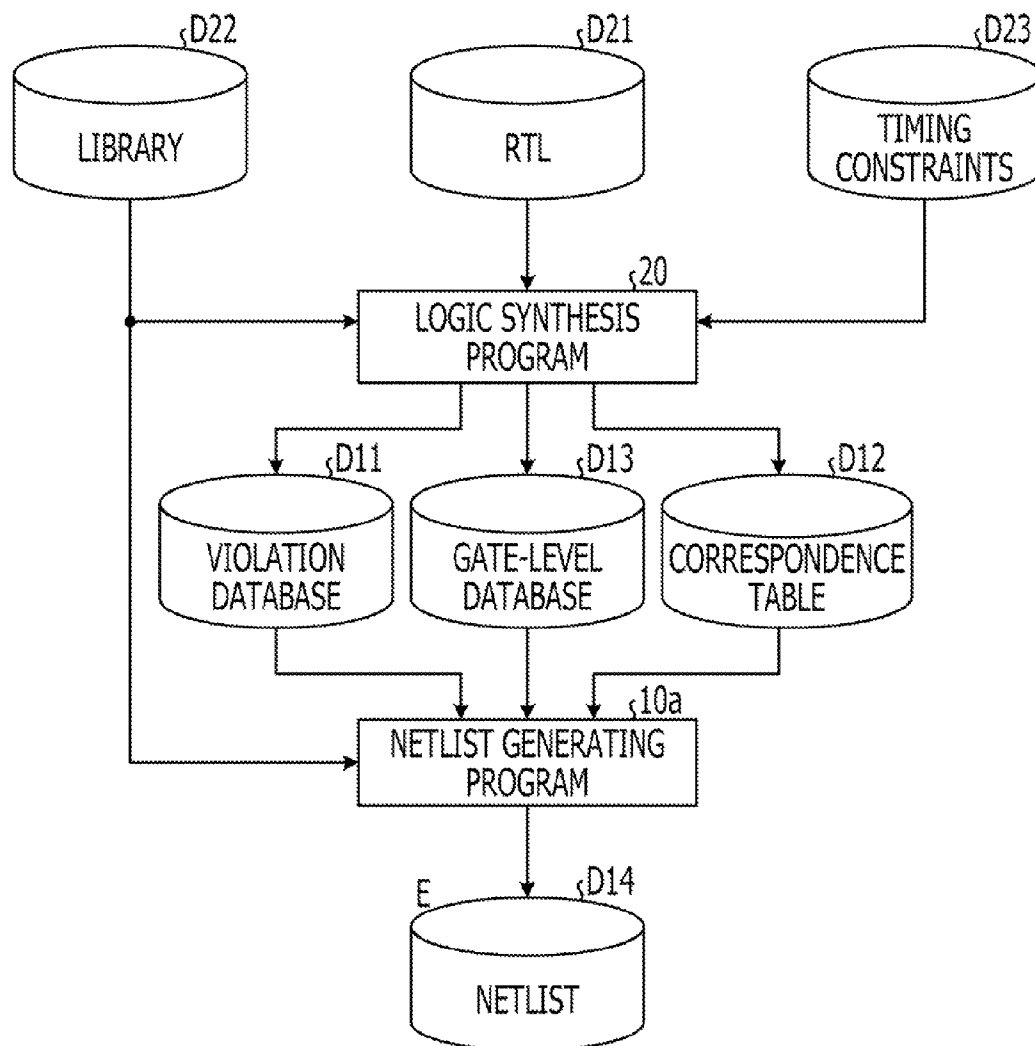 D22
D21
D23
LIBRARY
RTL
TIMING
CONSTRAINTS
20
LOGIC SYNTHESIS
PROGRAM
D11
D13
D12
VIOLATION
DATABASE
GATE-LEVEL
DATABASE
CORRESPONDENCE
TABLE
10a
NETLIST GENERATING
PROGRAM
E
D14
NETLIST